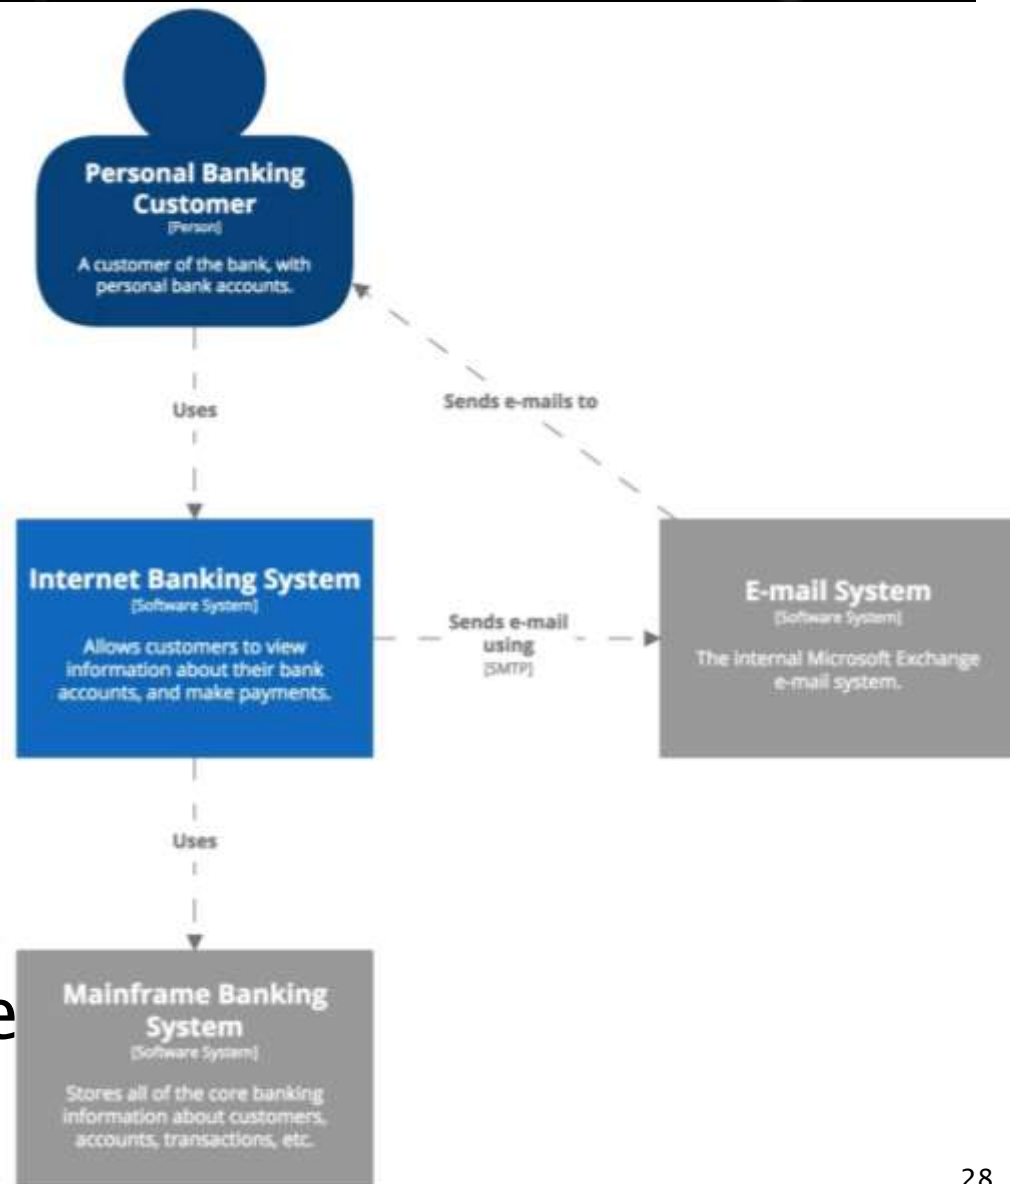 Personal Banking
Customer
[Person]
A customer of the bank, with
personal bank accounts.
Uses
Sends e-mails to
Internet Banking System
[Software System]
Allows customers to view
information about their bank
accounts, and make payments.
Sends e-mail
using
[SMTP]
E-mail System
[Software System]
The internal Microsoft Exchange
e-mail system.
Uses
e
Mainframe Banking
System
[Software System]
Stores all of the core banking
information about customers,
accounts, transactions, etc.
28